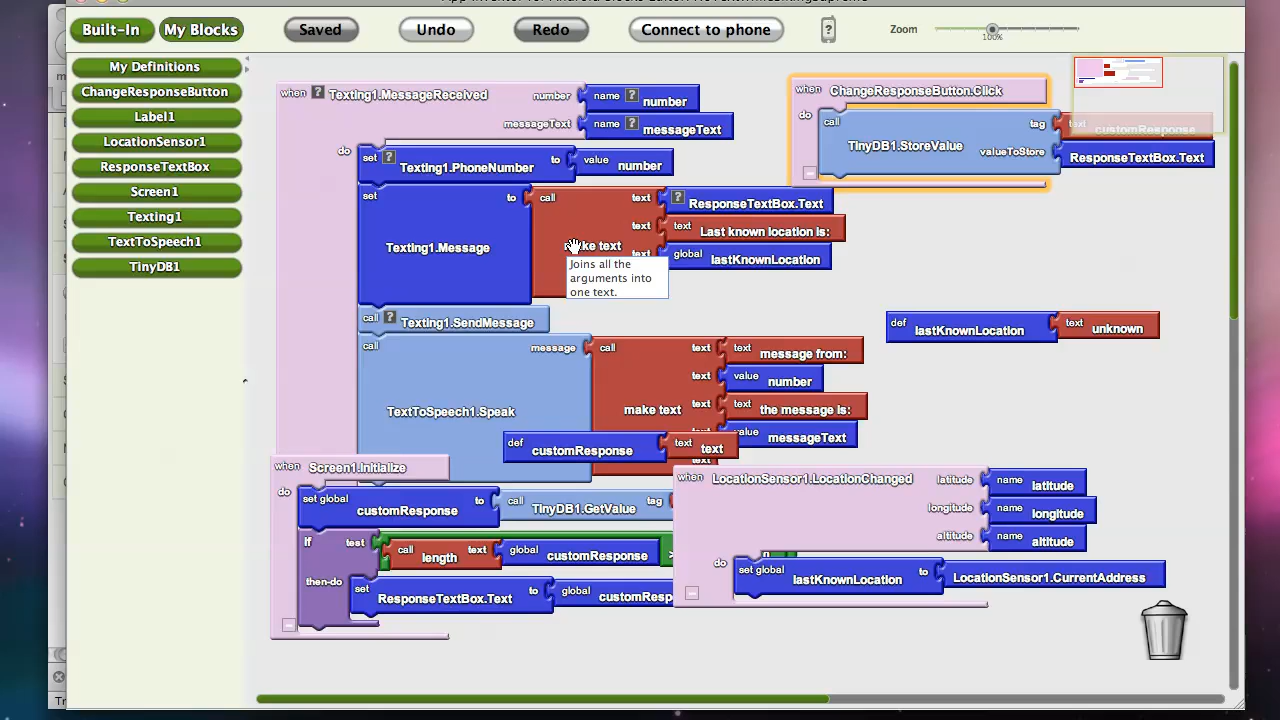 Built-In
My Blocks
Saved
Undo
Redo
Connect to phone
Zoom
100%
My Definitions
ChangeResponseButton
Label1
LocationSensor1
ResponseTextBox
Screen1
Texting1
TextToSpeech1
TinyDB1
when ? Texting1.MessageReceived number name ? number
messageText name ? messageText
do set ? Texting1.PhoneNumber to value number
set Texting1.Message to call make text text ? ResponseTextBox.Text
text text Last known location is:
text global lastKnownLocation
Joins all the
arguments into
one text.
call ? Texting1.SendMessage
call TextToSpeech1.Speak message call make text text text message from:
text value number
text text the message is:
text value messageText
text
when ChangeResponseButton.Click
do call TinyDB1.StoreValue tag text customResponse
valueToStore ResponseTextBox.Text
def lastKnownLocation text unknown
def customResponse text text
when Screen1.Initialize
do set global customResponse to call TinyDB1.GetValue tag
if test call length text global customResponse >
then-do set ResponseTextBox.Text to global
when LocationSensor1.LocationChanged latitude name latitude
longitude name longitude
altitude name altitude
do set global lastKnownLocation to LocationSensor1.CurrentAddress